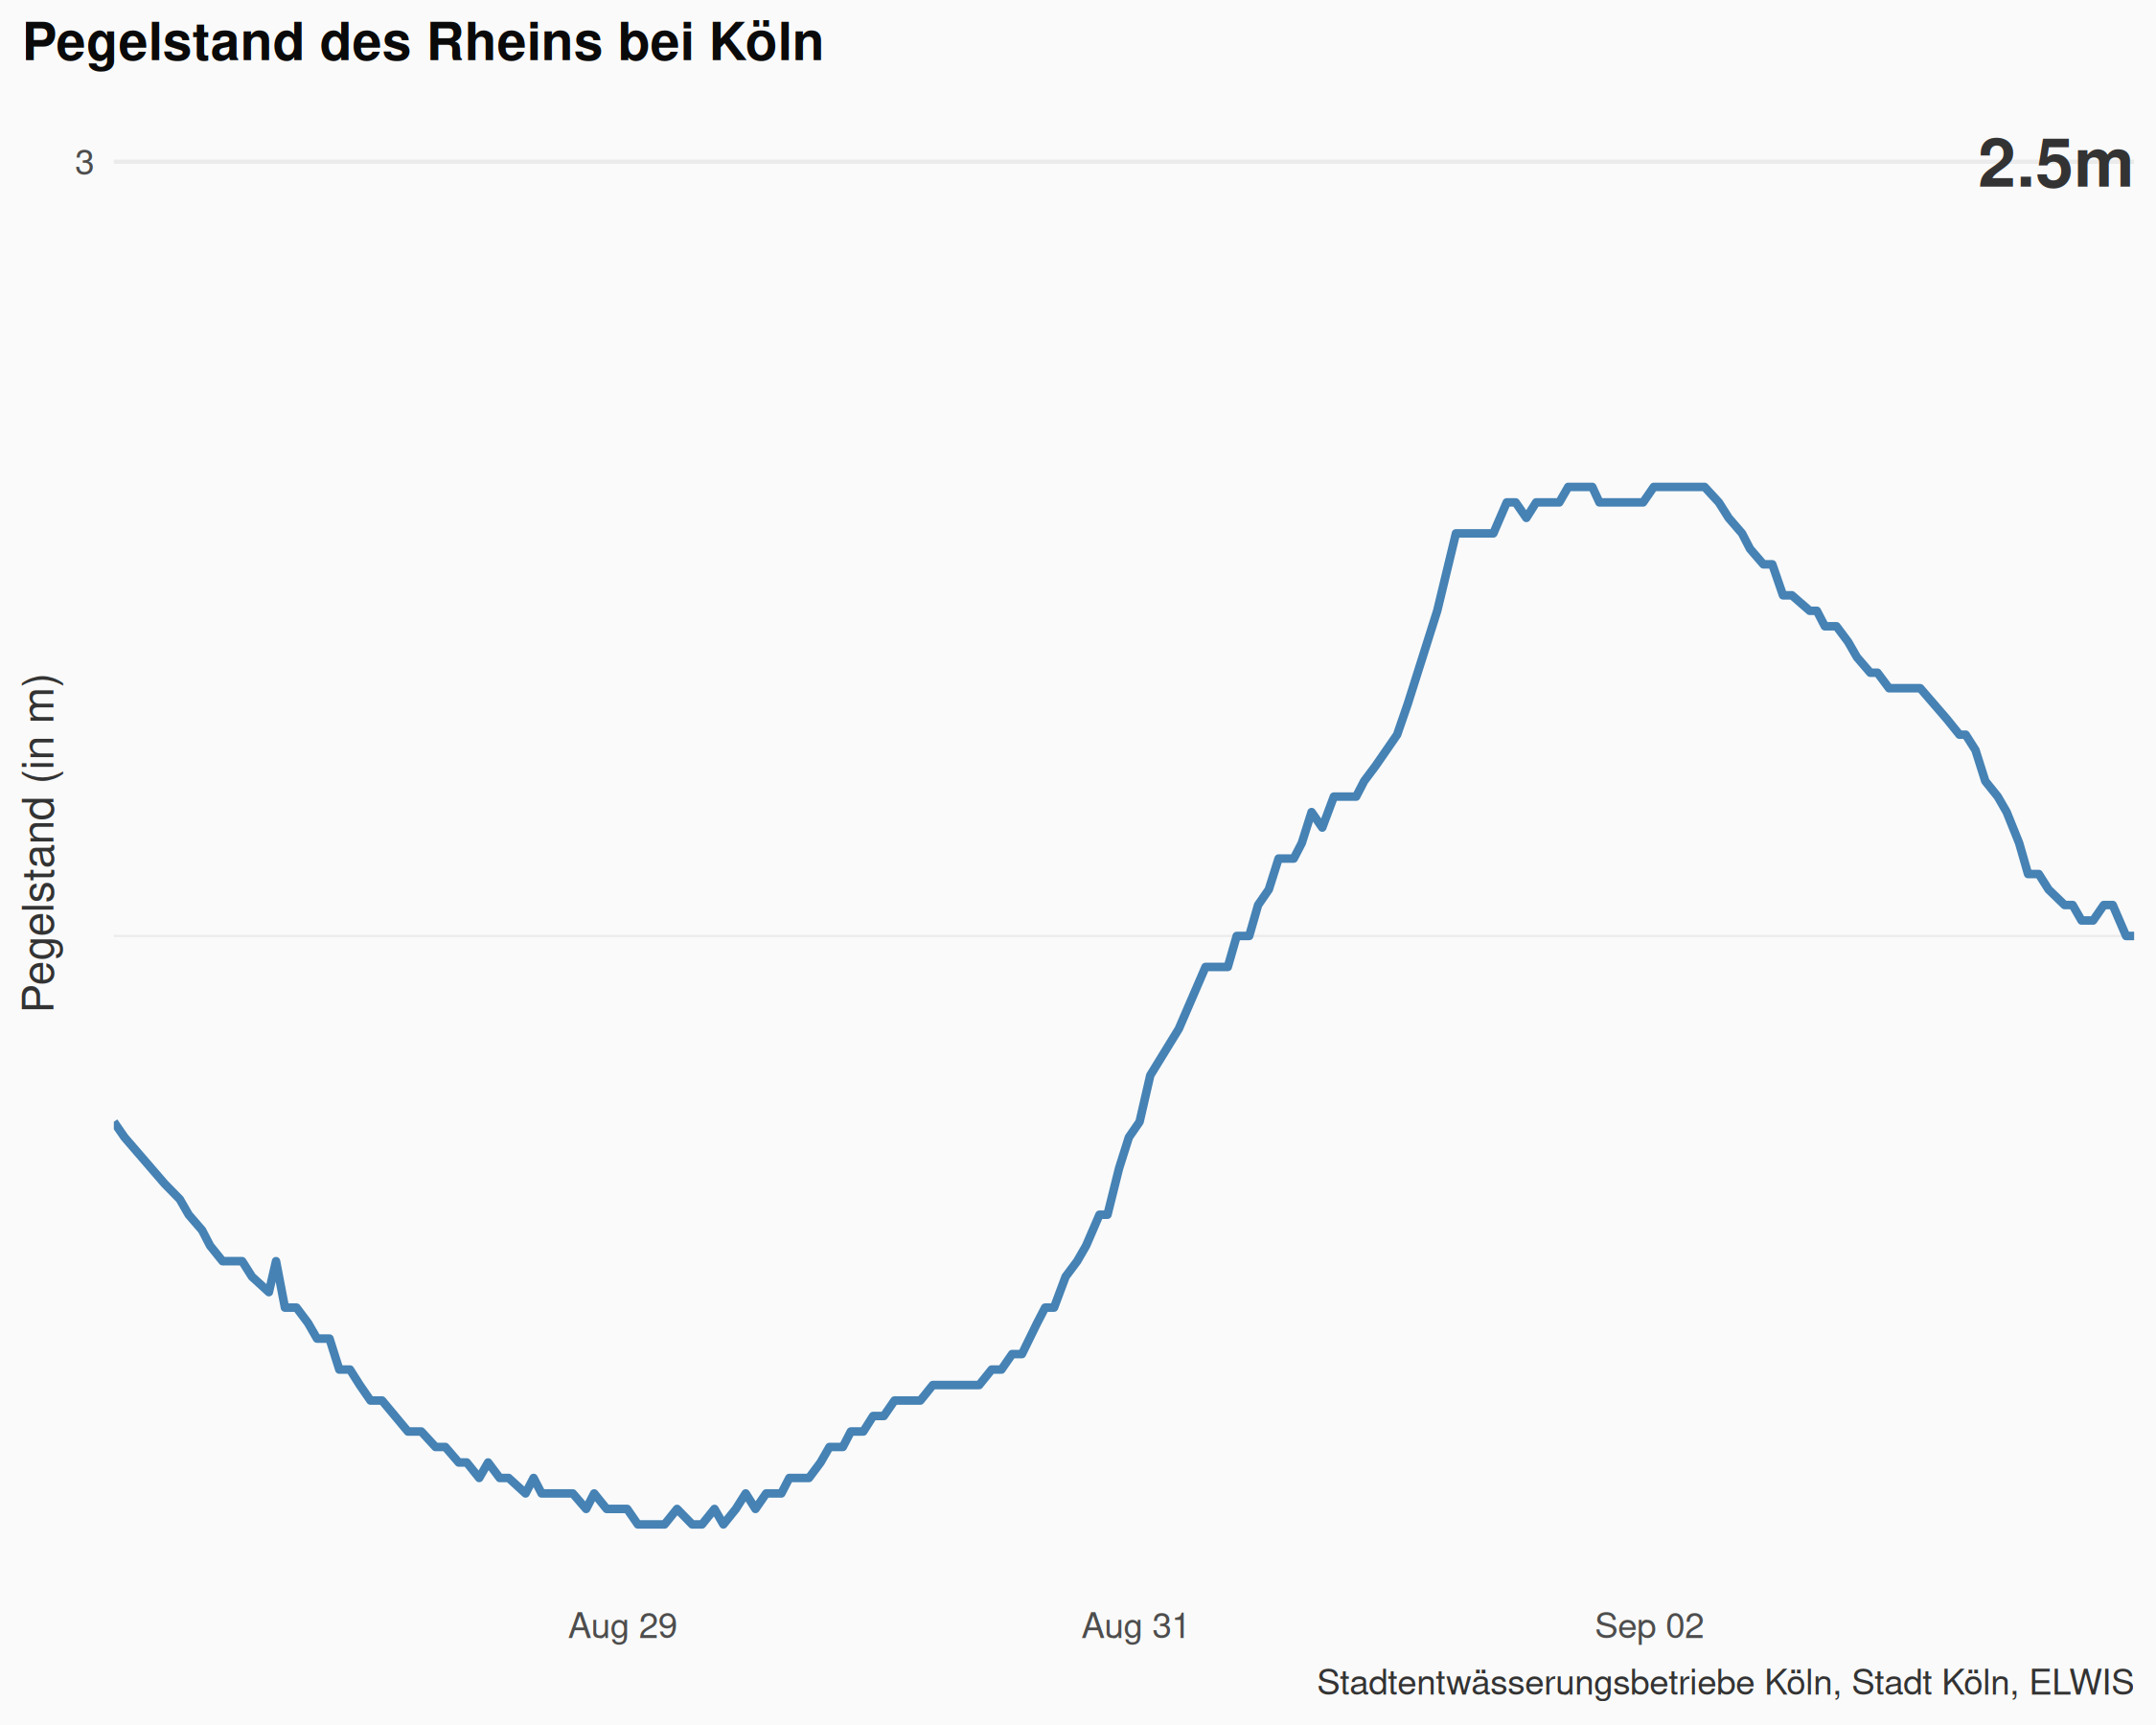 Pegelstand des Rheins bei Köln
3
2.5m
Pegelstand (in m)
Aug 29
Aug 31
Sep 02
Stadtentwässerungsbetriebe Köln, Stadt Köln, ELWIS